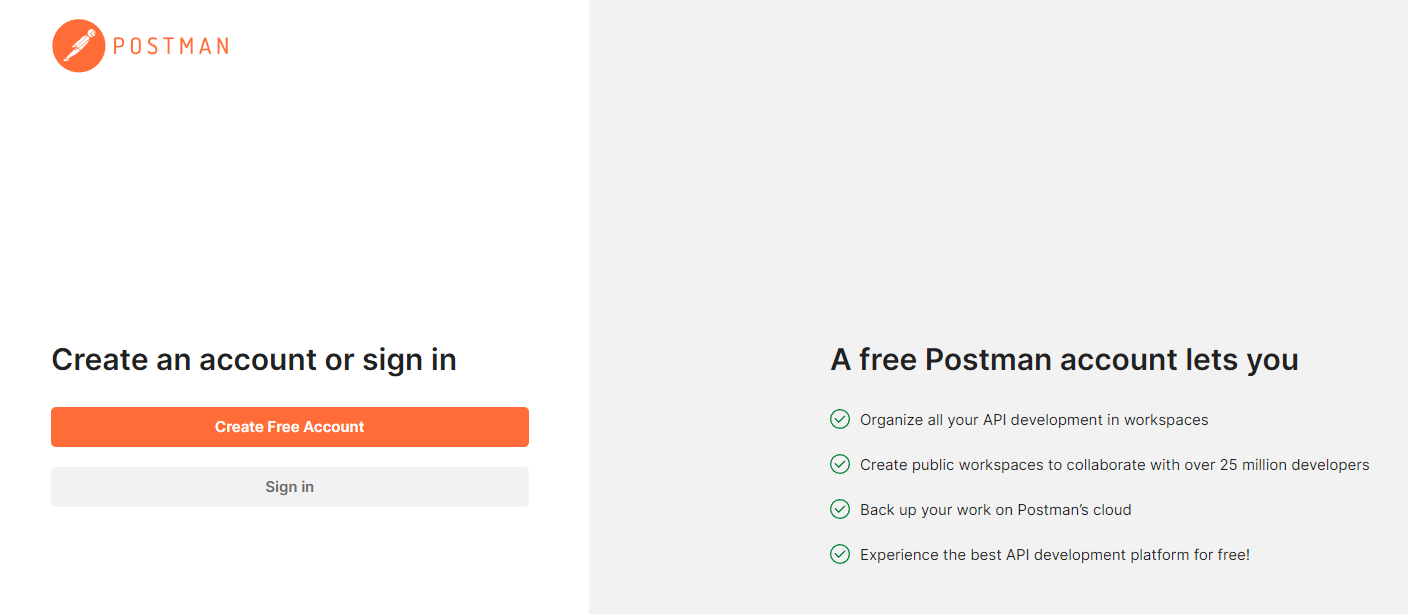 POSTMAN
Create an account or sign in
Create Free Account
Sign in
A free Postman account lets you
Organize all your API development in workspaces
Create public workspaces to collaborate with over 25 million developers
Back up your work on Postman’s cloud
Experience the best API development platform for free!